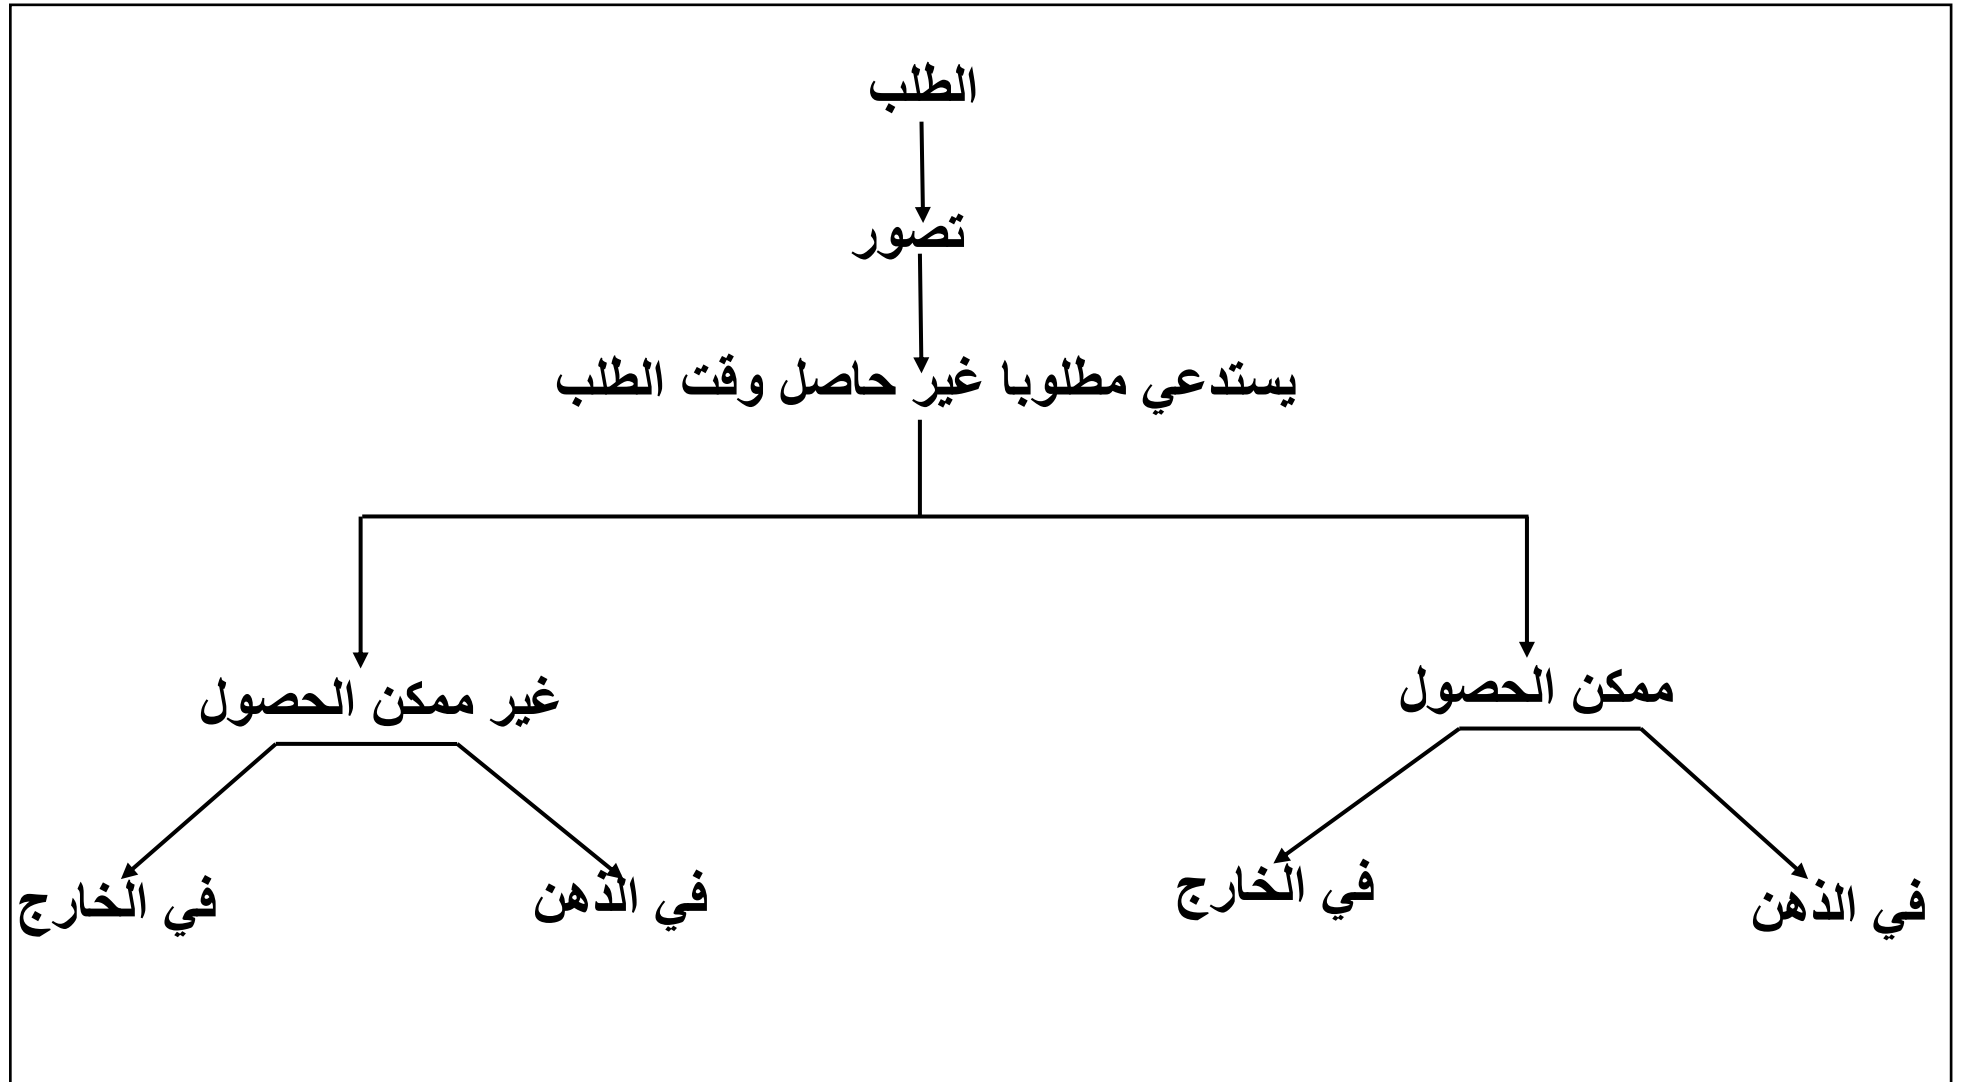 الطلب
تصور
يستدعي مطلوبا غير حاصل وقت الطلب
ممكن الحصول
غير ممكن الحصول
في الذهن
في الخارج
في الذهن
في الخارج